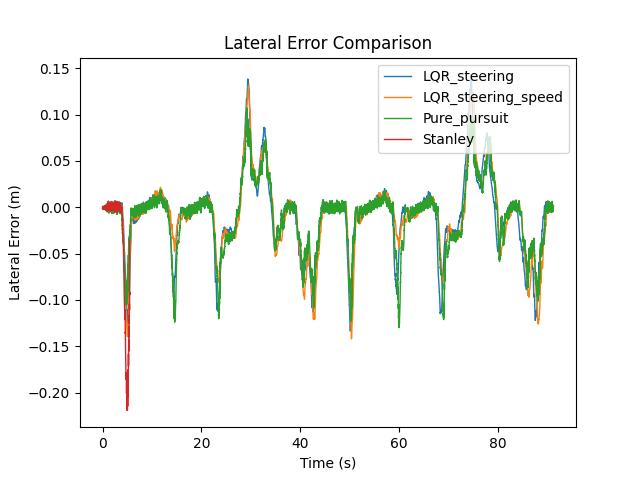 Lateral Error Comparison
LQR_steering
LQR_steering_speed
Pure_pursuit
Stanley
Lateral Error (m)
0.15
0.10
0.05
0.00
−0.05
−0.10
−0.15
−0.20
0 20 40 60 80
Time (s)